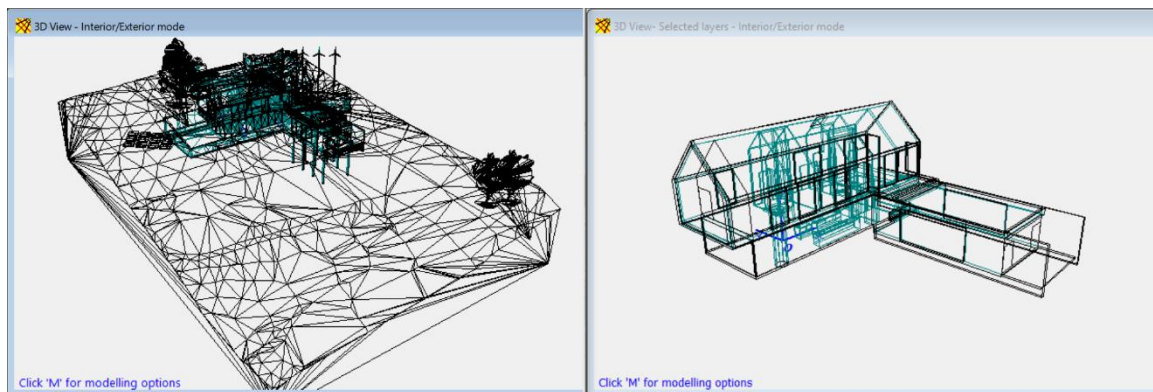 3D View - Interior/Exterior mode
Click 'M' for modelling options
3D View- Selected layers - Interior/Exterior mode
Click 'M' for modelling options